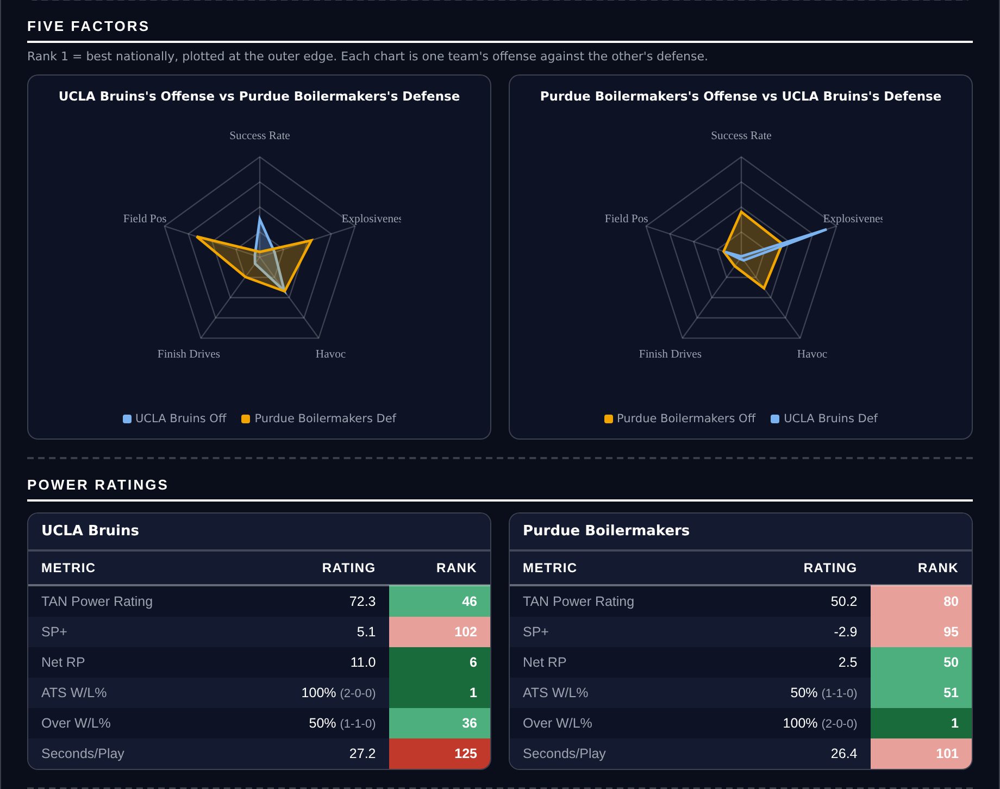 FIVE FACTORS
Rank 1 = best nationally, plotted at the outer edge. Each chart is one team's offense against the other's defense.
UCLA Bruins's Offense vs Purdue Boilermakers's Defense
Success Rate
Field Pos
Explosivenes
Finish Drives
Havoc
UCLA Bruins Off
Purdue Boilermakers Def
Purdue Boilermakers's Offense vs UCLA Bruins's Defense
Success Rate
Field Pos
Explosivenes
Finish Drives
Havoc
Purdue Boilermakers Off
UCLA Bruins Def
POWER RATINGS
UCLA Bruins
METRIC RATING RANK
TAN Power Rating 72.3 46
SP+ 5.1 102
Net RP 11.0 6
ATS W/L% 100% (2-0-0) 1
Over W/L% 50% (1-1-0) 36
Seconds/Play 27.2 125
Purdue Boilermakers
METRIC RATING RANK
TAN Power Rating 50.2 80
SP+ -2.9 95
Net RP 2.5 50
ATS W/L% 50% (1-1-0) 51
Over W/L% 100% (2-0-0) 1
Seconds/Play 26.4 101